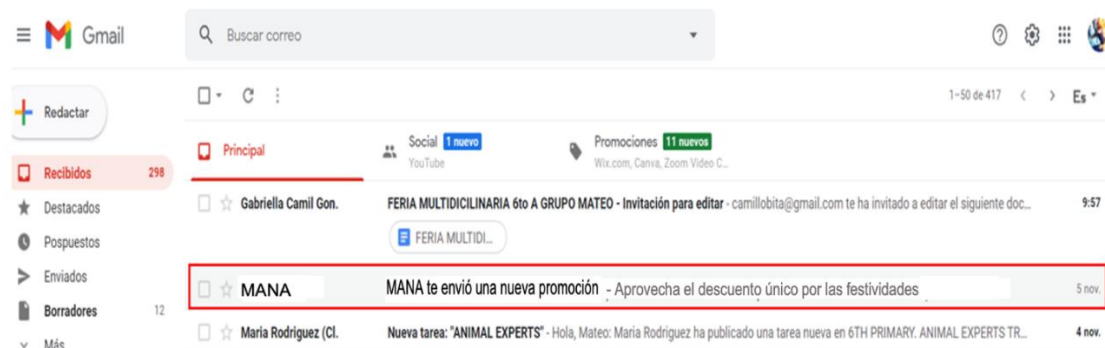 Gmail
Buscar correo
1-50 de 417
Es
Redactar
Principal
Social 1 nuevo
YouTube
Promociones 11 nuevos
Wix.com, Canva, Zoom Video C...
Recibidos 298
Destacados
Pospuestos
Enviados
Borradores 12
Más
Gabriella Camil Gon. FERIA MULTIDICILINARIA 6to A GRUPO MATEO - Invitación para editar - camillobita@gmail.com te ha invitado a editar el siguiente doc... 9:57
FERIA MULTIDI...
MANA MANA te envió una nueva promoción - Aprovecha el descuento único por las festividades 5 nov.
Maria Rodriguez (Cl. Nueva tarea: "ANIMAL EXPERTS" - Hola, Mateo: Maria Rodriguez ha publicado una tarea nueva en 6TH PRIMARY. ANIMAL EXPERTS TR... 4 nov.